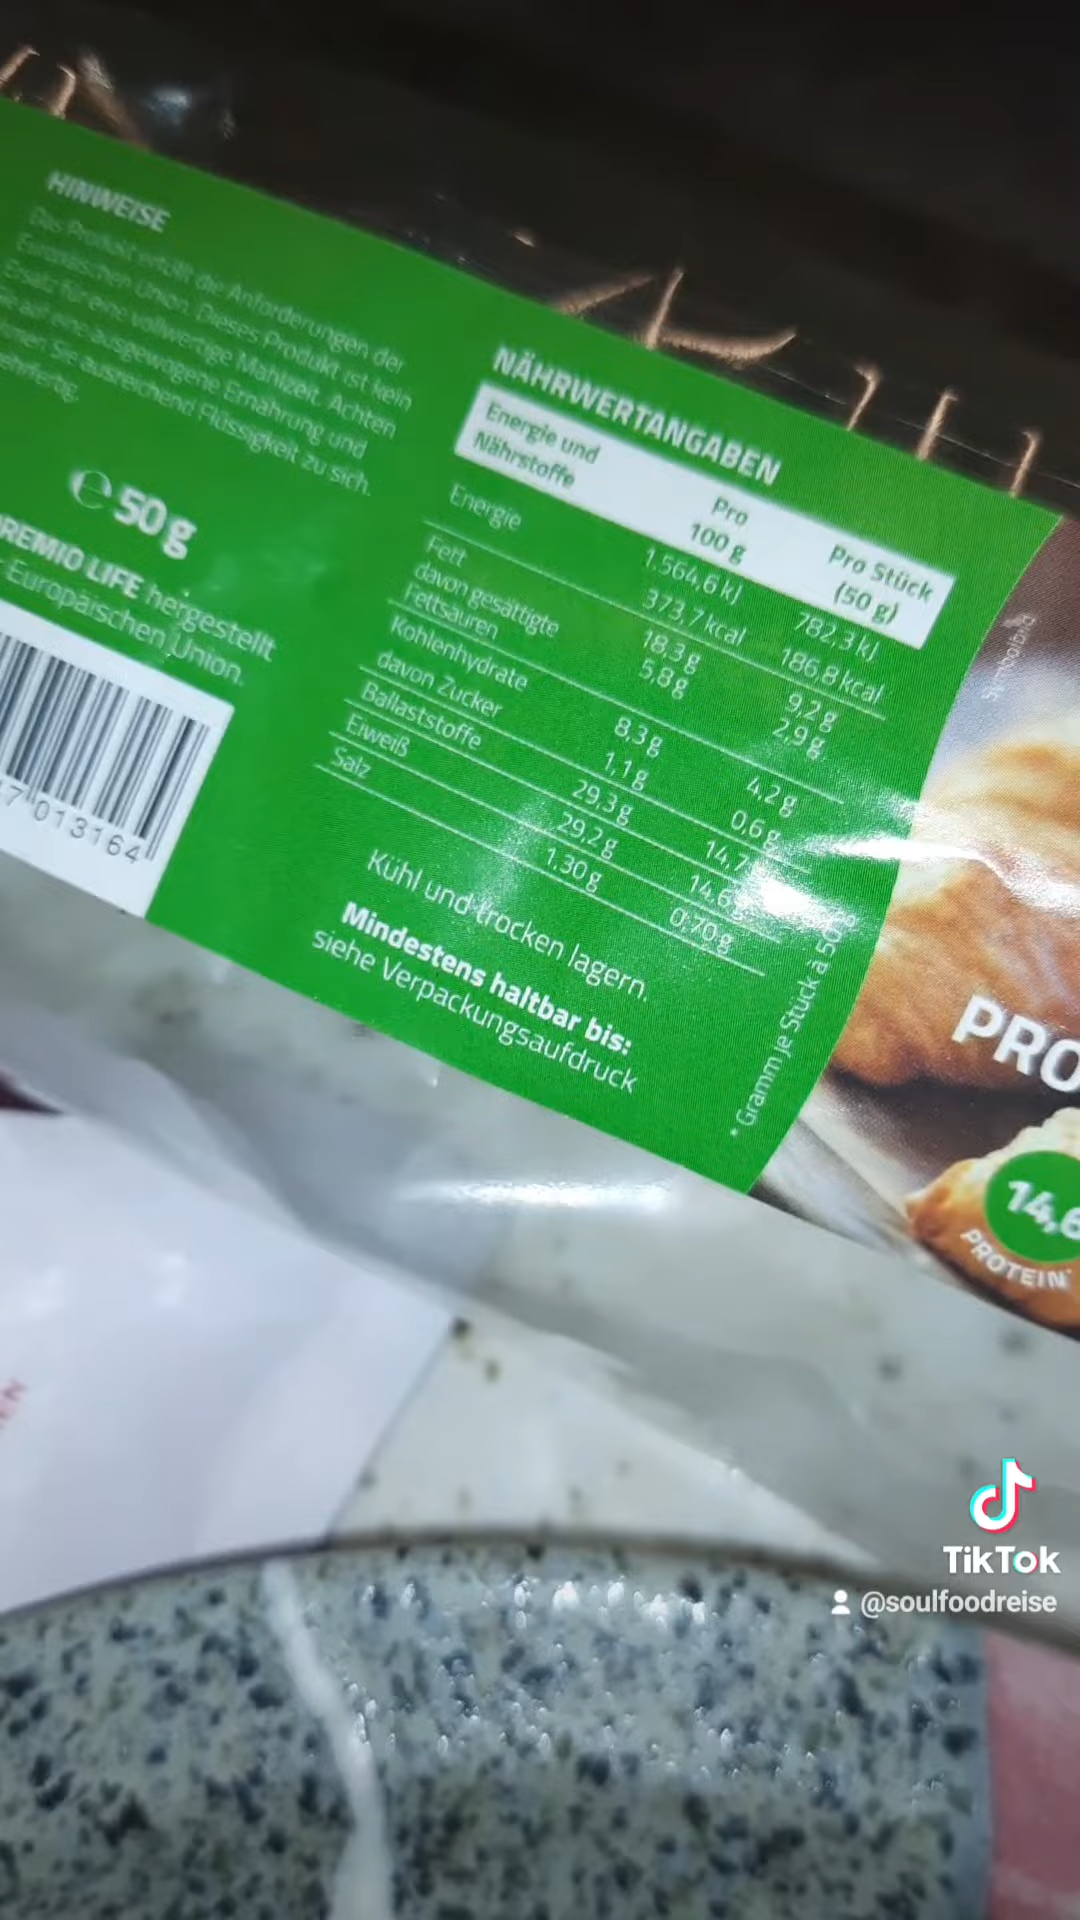 HINWEISE
Das Produkt erfüllt die Anforderungen der
Europäischen Union. Dieses Produkt ist kein
Ersatz für eine vollwertige Mahlzeit. Achten
auf eine ausgewogene Ernährung und
Sie ausreichend Flüssigkeit zu sich.
℮ 50 g
REMIO LIFE hergestellt
Europäischen Union.
7 013164
NÄHRWERTANGABEN
Energie und Nährstoffe Pro 100 g Pro Stück (50 g)
Energie 1.564,6 kJ 782,3 kJ
373,7 kcal 186,8 kcal
Fett 18,3 g 9,2 g
davon gesättigte Fettsäuren 5,8 g 2,9 g
Kohlenhydrate 8,3 g 4,2 g
davon Zucker 1,1 g 0,6 g
Ballaststoffe 29,3 g 14,7
Eiweiß 29,2 g 14,6
Salz 1.30 g 0,70 g
Kühl und trocken lagern.
Mindestens haltbar bis:
siehe Verpackungsaufdruck
* Gramm je Stück à 50
Symbolbild
PRO
14,6
PROTEIN*
TikTok
@soulfoodreise